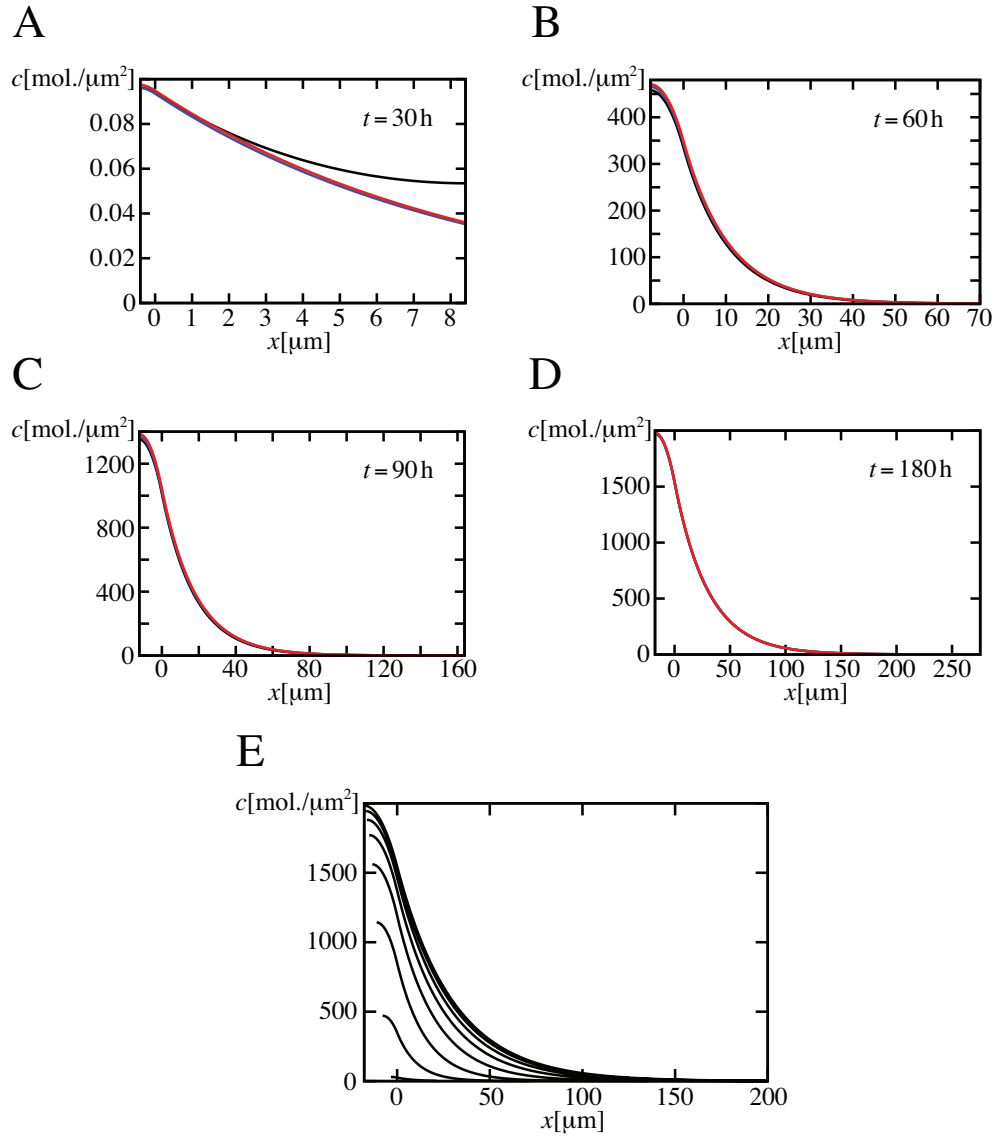 A
c[mol./μm²]
t = 30 h
0.08
0.06
0.04
0.02
0
0 1 2 3 4 5 6 7 8
x[μm]
B
c[mol./μm²]
t = 60 h
400
300
200
100
0
0 10 20 30 40 50 60 70
x[μm]
C
c[mol./μm²]
t = 90 h
1200
800
400
0
0 40 80 120 160
x[μm]
D
c[mol./μm²]
t = 180 h
1500
1000
500
0
0 50 100 150 200 250
x[μm]
E
c[mol./μm²]
1500
1000
500
0
0 50 100 150 200
x[μm]